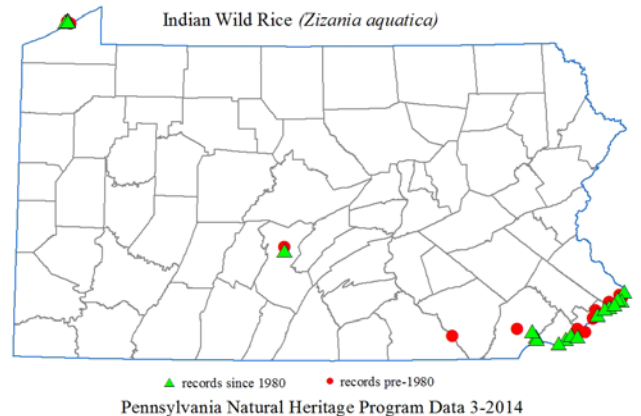 Indian Wild Rice (Zizania aquatica)
records since 1980 records pre-1980
Pennsylvania Natural Heritage Program Data 3-2014